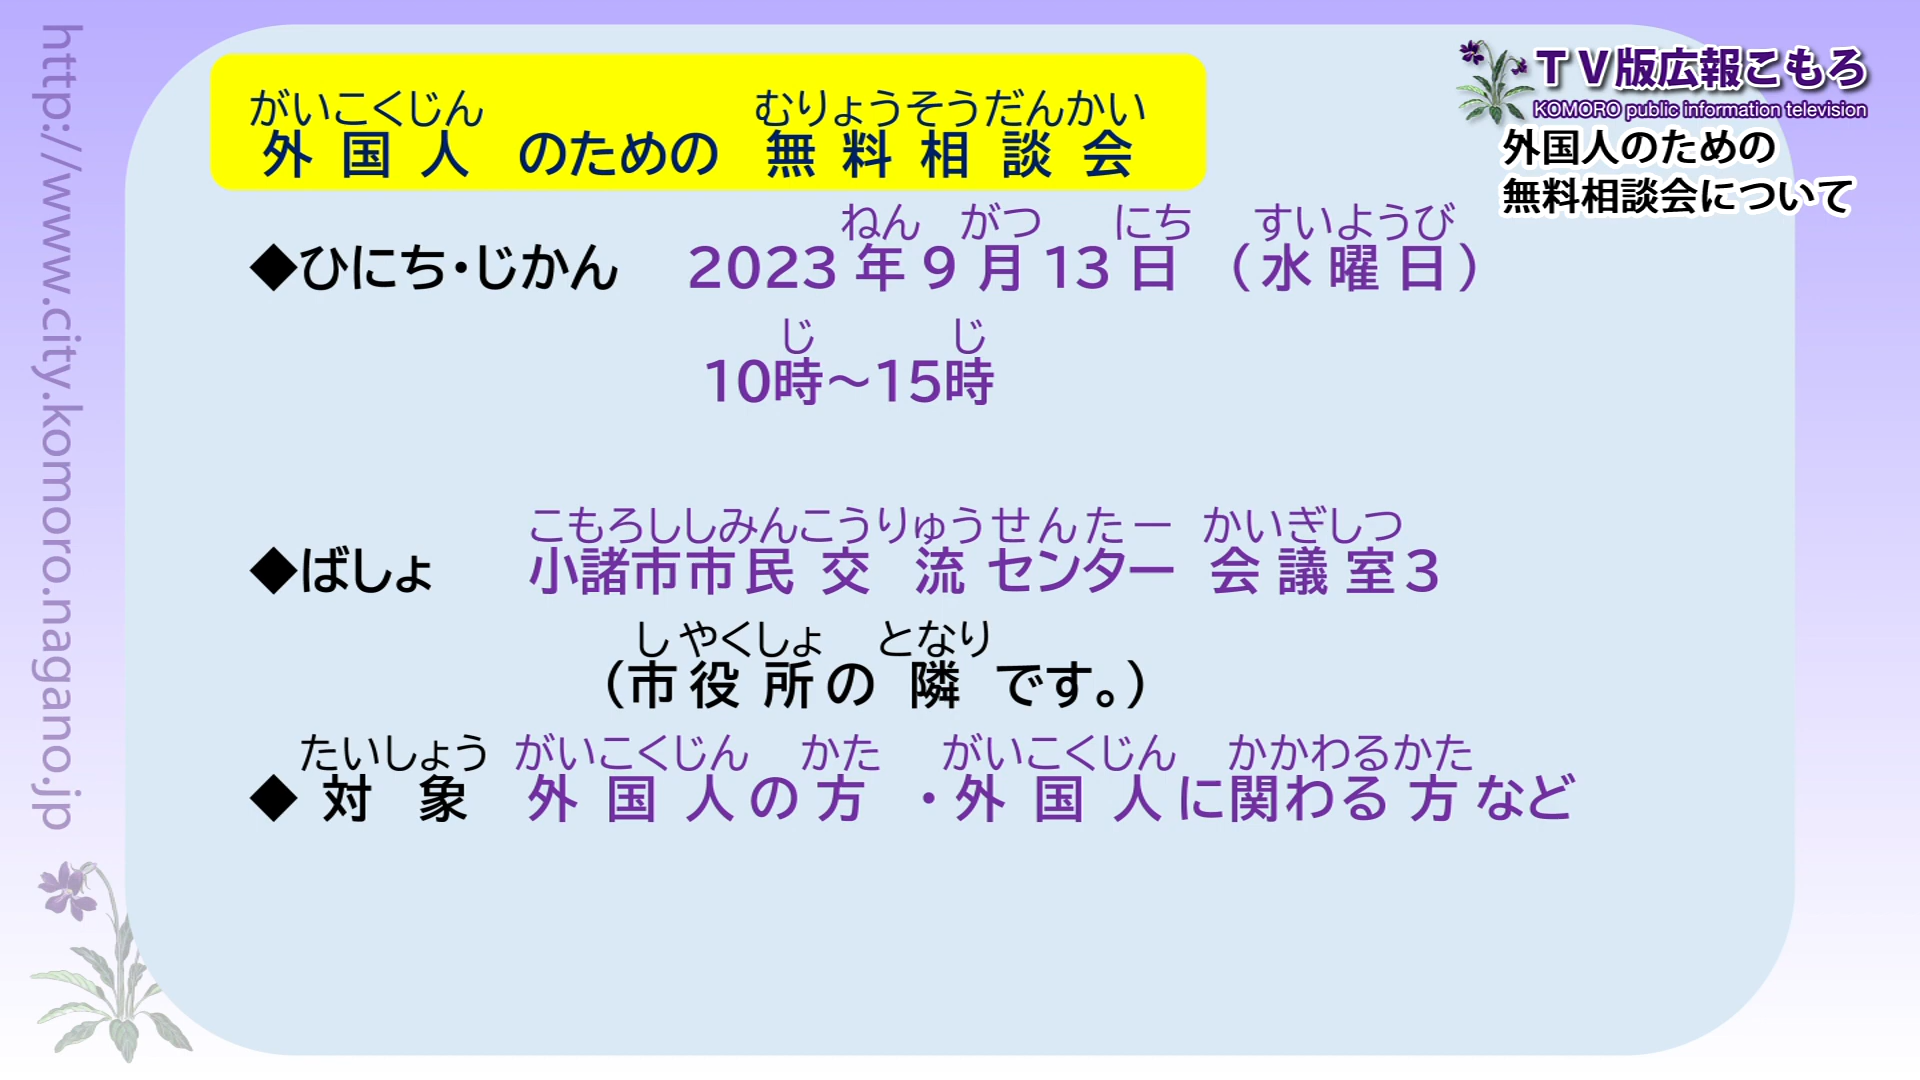 http://www.city.komoro.nagano.jp
がいこくじん むりょうそうだんかい
外国人のための無料相談会
TV版広報こもろ
KOMORO public information television
外国人のための
無料相談会について
ねん がつ にち すいようび
◆ひにち・じかん 2023年9月13日（水曜日）
じ じ
10時～15時
こもろししみんこうりゅうせんたー かいぎしつ
◆ばしょ 小諸市市民交流センター会議室3
しやくしょ となり
（市役所の隣です。）
たいしょう がいこくじん かた がいこくじん かかわるかた
◆対象 外国人の方・外国人に関わる方など